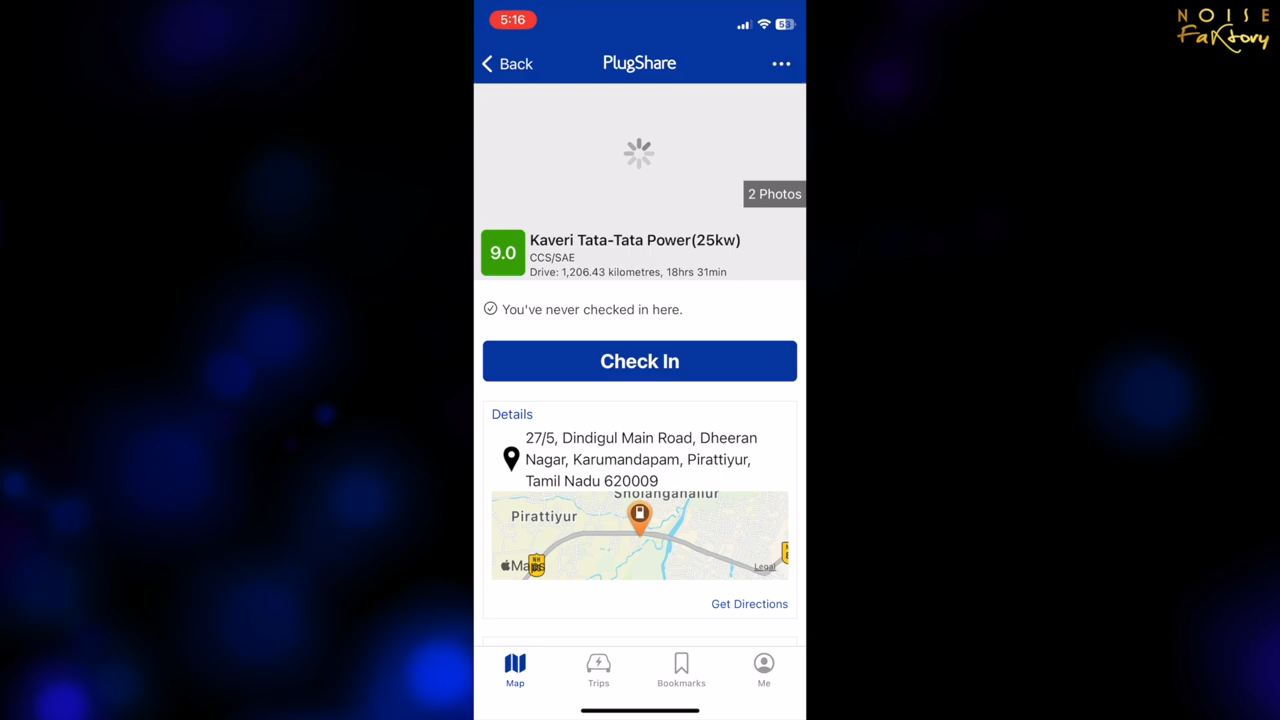 NOISE
FaKtory
5:16
Back
PlugShare
2 Photos
9.0
Kaveri Tata-Tata Power(25kw)
CCS/SAE
Drive: 1,206.43 kilometres, 18hrs 31min
You've never checked in here.
Check In
Details
27/5, Dindigul Main Road, Dheeran
Nagar, Karumandapam, Pirattiyur,
Tamil Nadu 620009
Pirattiyur
Maps
NH
Legal
Get Directions
Map
Trips
Bookmarks
Me